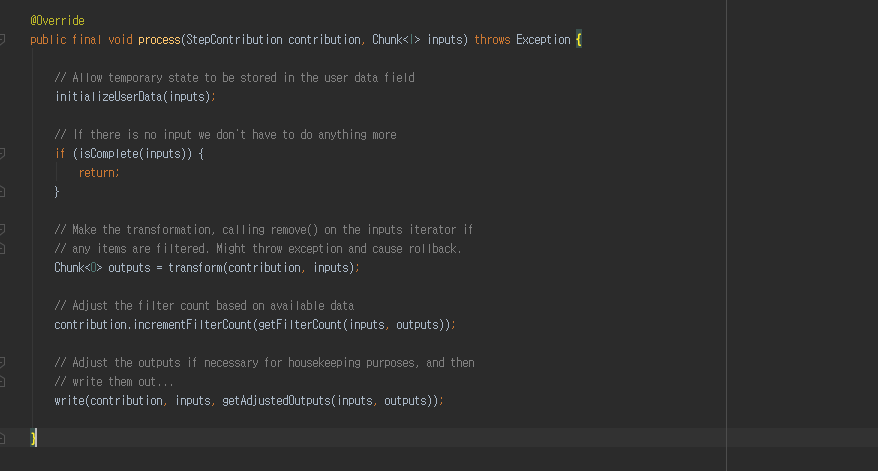 @Override
public final void process(StepContribution contribution, Chunk<I> inputs) throws Exception {
// Allow temporary state to be stored in the user data field
initializeUserData(inputs);
// If there is no input we don't have to do anything more
if (isComplete(inputs)) {
return;
}
// Make the transformation, calling remove() on the inputs iterator if
// any items are filtered. Might throw exception and cause rollback.
Chunk<O> outputs = transform(contribution, inputs);
// Adjust the filter count based on available data
contribution.incrementFilterCount(getFilterCount(inputs, outputs));
// Adjust the outputs if necessary for housekeeping purposes, and then
// write them out...
write(contribution, inputs, getAdjustedOutputs(inputs, outputs));
}